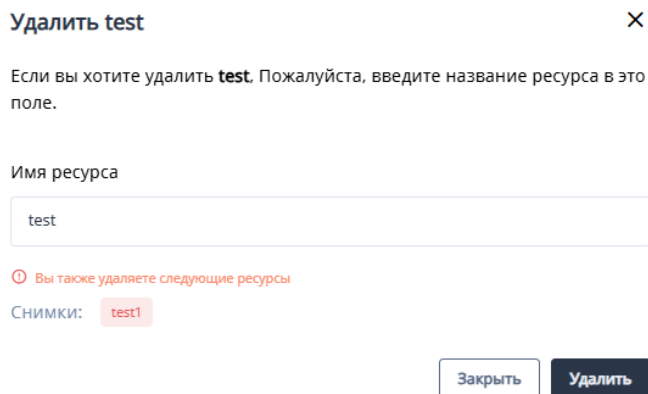 Удалить test
Если вы хотите удалить test, Пожалуйста, введите название ресурса в это
поле.
Имя ресурса
test
Вы также удаляете следующие ресурсы
Снимки: test1
Закрыть Удалить